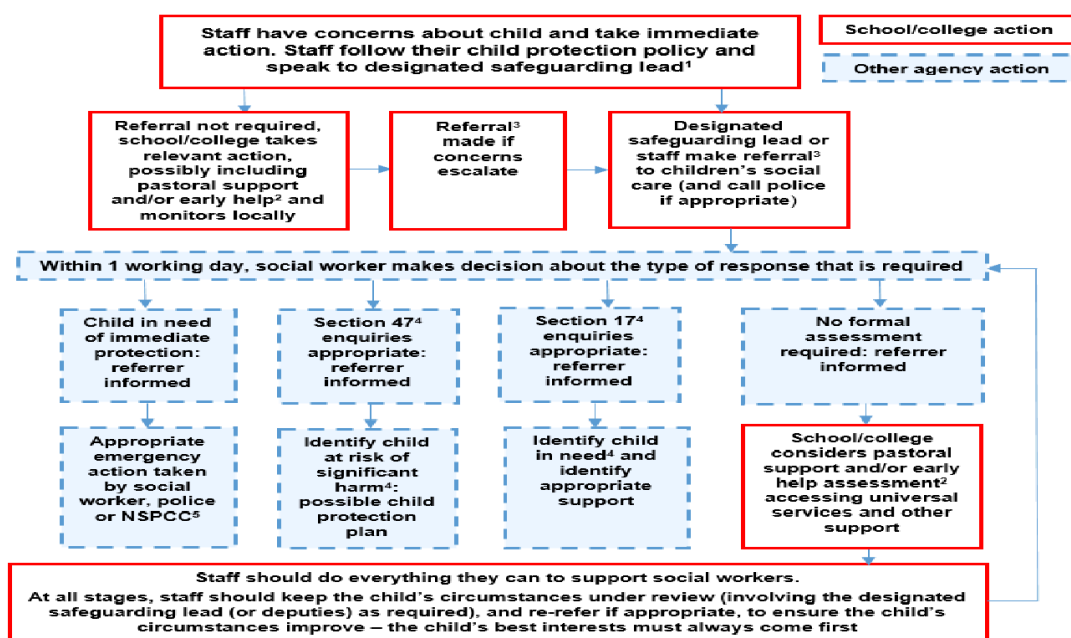 Staff have concerns about child and take immediate
action. Staff follow their child protection policy and
speak to designated safeguarding lead¹
School/college action
Other agency action
Referral not required,
school/college takes
relevant action,
possibly including
pastoral support
and/or early help² and
monitors locally
Referral³
made if
concerns
escalate
Designated
safeguarding lead or
staff make referral³
to children's social
care (and call police
if appropriate)
Within 1 working day, social worker makes decision about the type of response that is required
Child in need
of immediate
protection:
referrer
informed
Section 47⁴
enquiries
appropriate:
referrer
informed
Section 17⁴
enquiries
appropriate:
referrer
informed
No formal
assessment
required: referrer
informed
Appropriate
emergency
action taken
by social
worker, police
or NSPCC⁵
Identify child
at risk of
significant
harm⁴:
possible child
protection
plan
Identify child
in need⁴ and
identify
appropriate
support
School/college
considers pastoral
support and/or early
help assessment²
accessing universal
services and other
support
Staff should do everything they can to support social workers.
At all stages, staff should keep the child's circumstances under review (involving the designated
safeguarding lead (or deputies) as required), and re-refer if appropriate, to ensure the child's
circumstances improve – the child's best interests must always come first